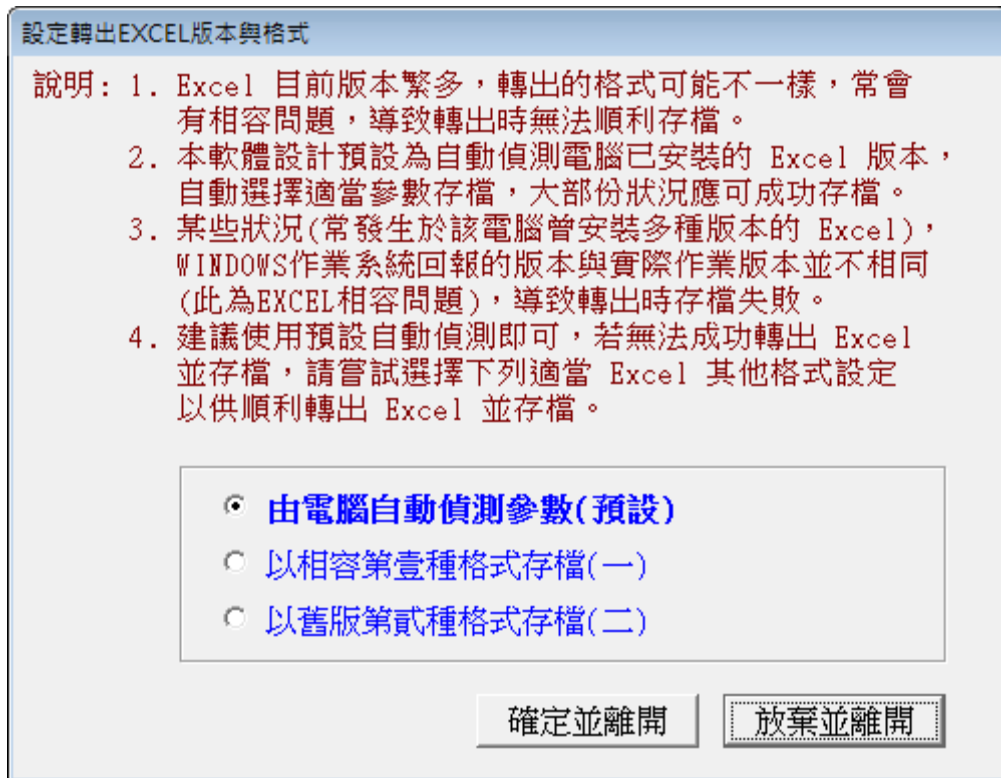 設定轉出EXCEL版本與格式
說明: 1. Excel 目前版本繁多，轉出的格式可能不一樣，常會
有相容問題，導致轉出時無法順利存檔。
2. 本軟體設計預設為自動偵測電腦已安裝的 Excel 版本，
自動選擇適當參數存檔，大部份狀況應可成功存檔。
3. 某些狀況(常發生於該電腦曾安裝多種版本的 Excel)，
WINDOWS作業系統回報的版本與實際作業版本並不相同
(此為EXCEL相容問題)，導致轉出時存檔失敗。
4. 建議使用預設自動偵測即可，若無法成功轉出 Excel
並存檔，請嘗試選擇下列適當 Excel 其他格式設定
以供順利轉出 Excel 並存檔。
由電腦自動偵測參數(預設)
以相容第壹種格式存檔(一)
以舊版第貳種格式存檔(二)
確定並離開
放棄並離開